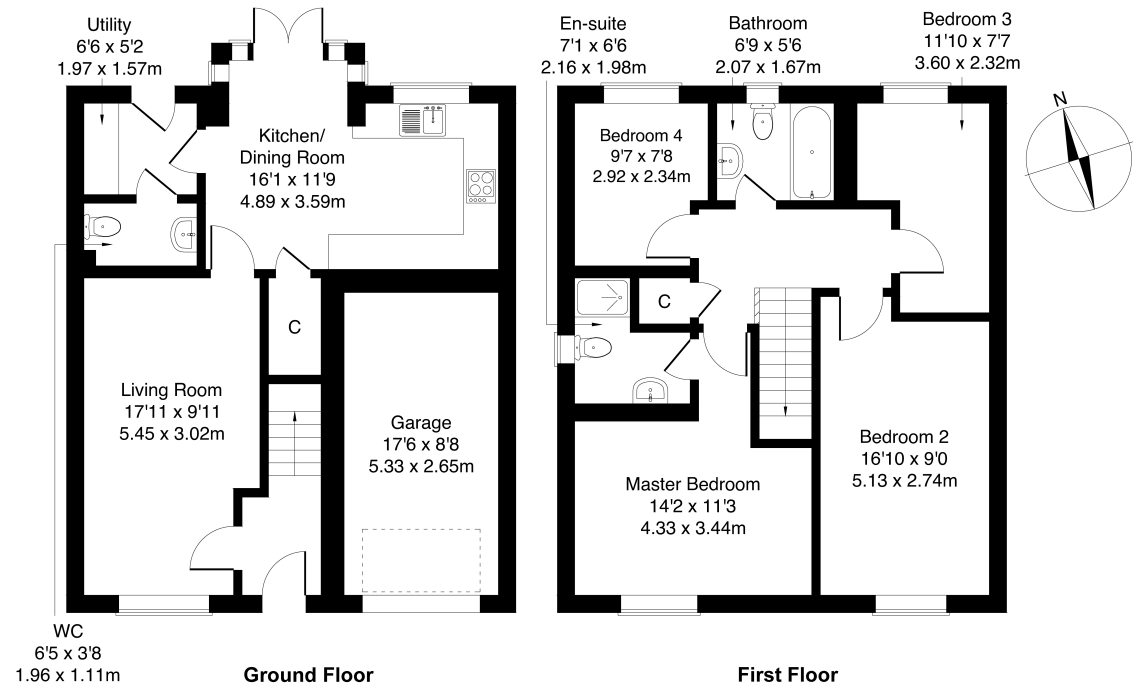 Utility
6'6 x 5'2
1.97 x 1.57m
Kitchen/
Dining Room
16'1 x 11'9
4.89 x 3.59m
C
Living Room
17'11 x 9'11
5.45 x 3.02m
Garage
17'6 x 8'8
5.33 x 2.65m
WC
6'5 x 3'8
1.96 x 1.11m
Ground Floor
En-suite
7'1 x 6'6
2.16 x 1.98m
Bathroom
6'9 x 5'6
2.07 x 1.67m
Bedroom 3
11'10 x 7'7
3.60 x 2.32m
Bedroom 4
9'7 x 7'8
2.92 x 2.34m
C
Bedroom 2
16'10 x 9'0
5.13 x 2.74m
Master Bedroom
14'2 x 11'3
4.33 x 3.44m
First Floor
N